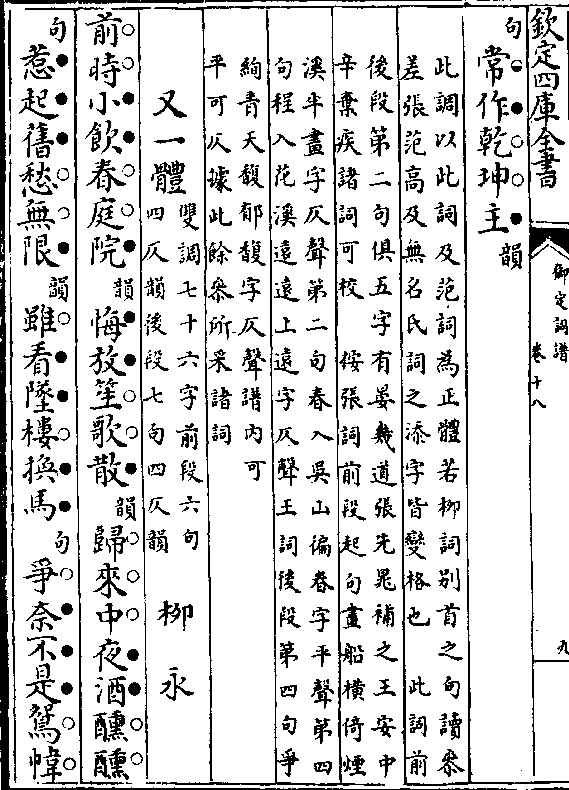 欽定四庫全書
御定詞譜
卷十八
九
句常作乾坤主韻
此調以此詞及范詞為正體若柳詞別首之句讀叅
差張范高及無名氏詞之添字皆變格也 此詞前
後段第二句俱五字有晏幾道張先晁補之王安中
辛棄疾諸詞可校 按張詞前段起句畫船橫倚煙
溪半畫字仄聲第二句春入吳山徧春字平聲第四
句程入花溪遠遠上遠字仄聲王詞後段第四句爭
絢青天馥郁馥字仄聲譜內可
平可仄據此餘叅所采諸詞
又一體 雙調七十六字前段六句
四仄韻後段七句四仄韻 柳永
前時小飲春庭院韻悔放笙歌散韻歸來中夜酒醺醺
句惹起舊愁無限韻雖看墜樓換馬句爭奈不是鴛幃